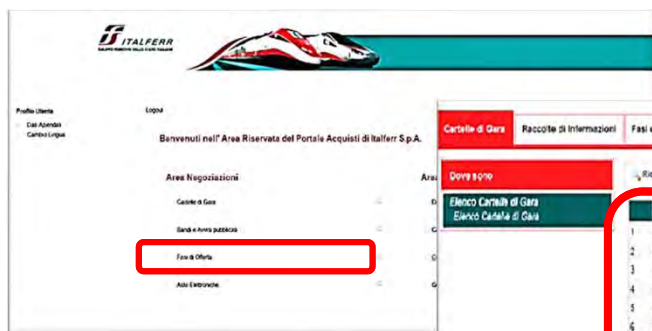 ITALFERR
Profilo Utente
Logout
Dati Aziendali
Cambio Lingua
Benvenuti nell' Area Riservata del Portale Acquisti di Italferr S.p.A.
Area Negoziazioni
Area
Cartelle di Gara
Bandi e Avvisi pubblicati
Fasi di Offerta
Aste Elettroniche
Cartelle di Gara
Raccolte di Informazioni
Fasi
Dove sono
Elenco Cartelle di Gara
Elenco Cartelle di Gara
1
2
3
4
5
6